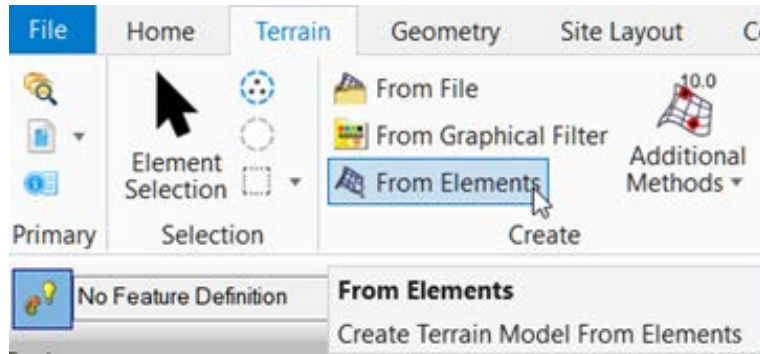 File Home Terrain Geometry Site Layout
From File
From Graphical Filter
From Elements
Element
Selection
10.0
Additional
Methods
Primary Selection Create
No Feature Definition
From Elements
Create Terrain Model From Elements